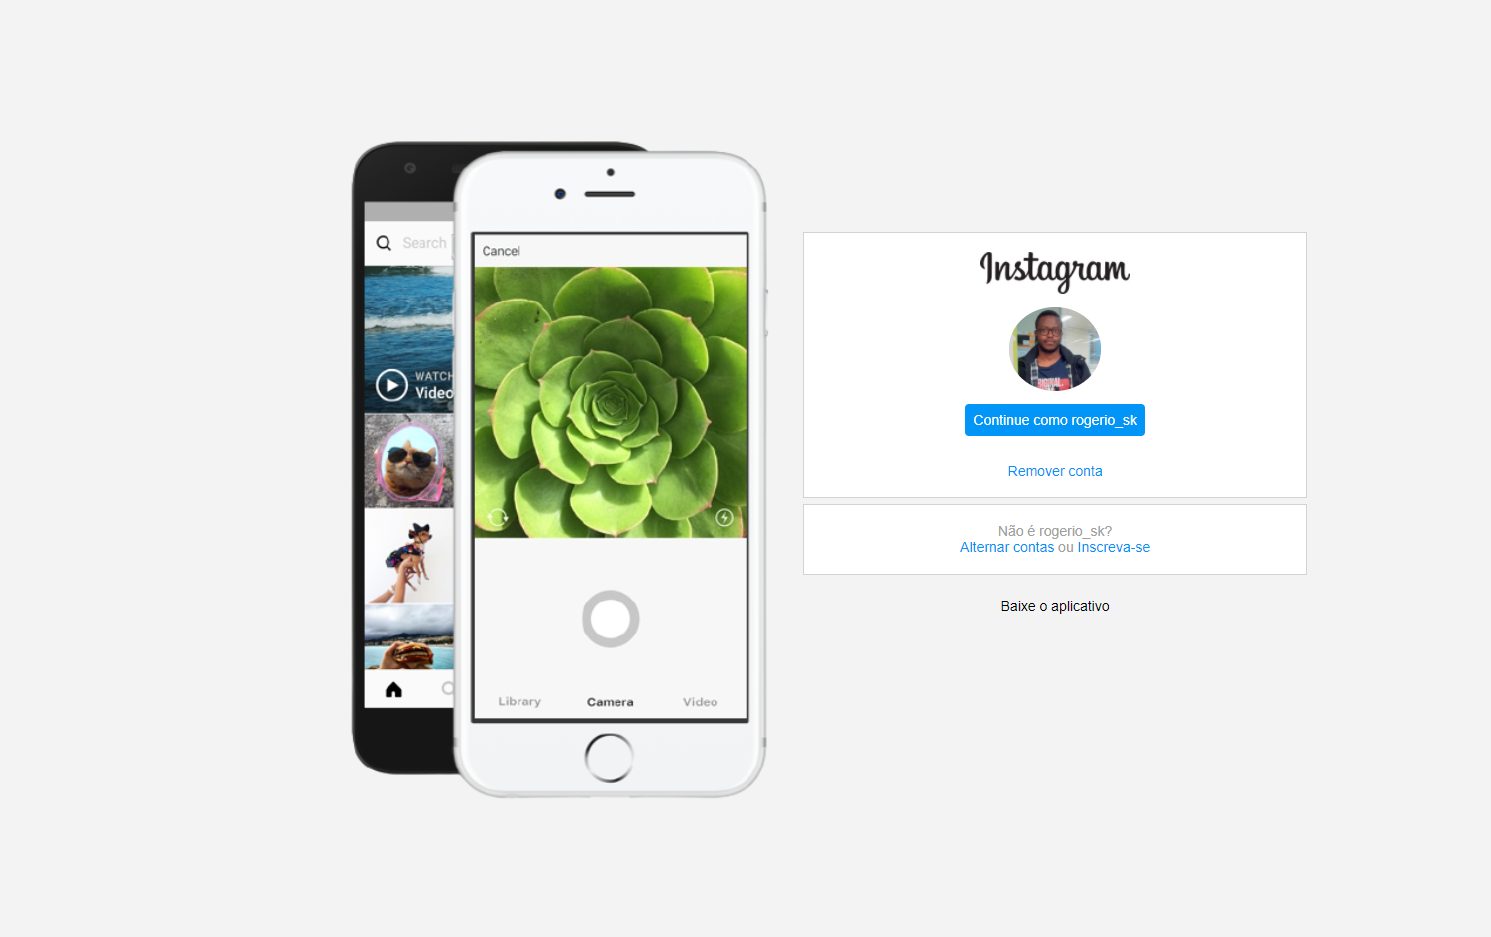 Search
WATCH
Video
Cancel
Library Camera Video
Instagram
Continue como rogerio_sk
Remover conta
Não é rogerio_sk?
Alternar contas ou Inscreva-se
Baixe o aplicativo